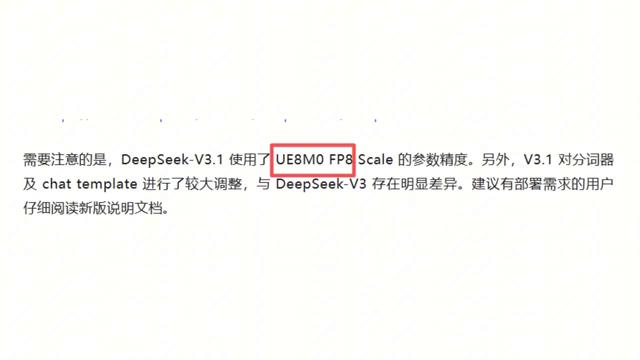 需要注意的是，DeepSeek-V3.1 使用了 UE8M0 FP8 Scale 的参数精度。另外，V3.1 对分词器
及 chat template 进行了较大调整，与 DeepSeek-V3 存在明显差异。建议有部署需求的用户
仔细阅读新版说明文档。